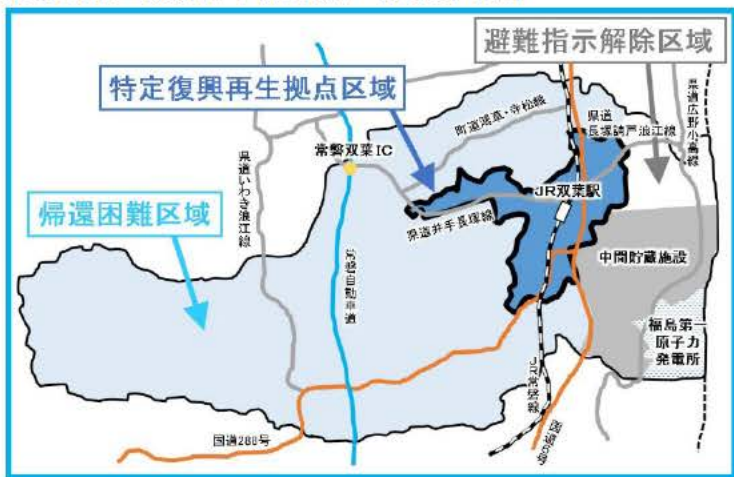 避難指示解除区域
特定復興再生拠点区域
県道広野小高線
町道鴻草・寺松線
県道
長塚請戸浪江線
常磐双葉IC
県道いわき浪江線
JR双葉駅
帰還困難区域
県道井手長塚線
中間貯蔵施設
常磐自動車道
福島第一
原子力
発電所
JR常磐線
国道288号
国道6号